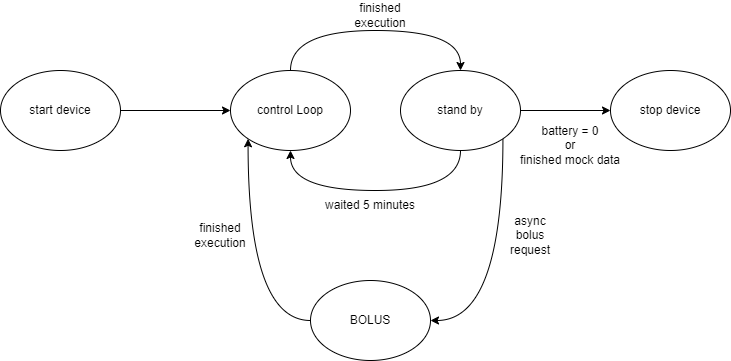 finished
execution
start device
control Loop
stand by
stop device
battery = 0
or
finished mock data
waited 5 minutes
finished
execution
async
bolus
request
BOLUS